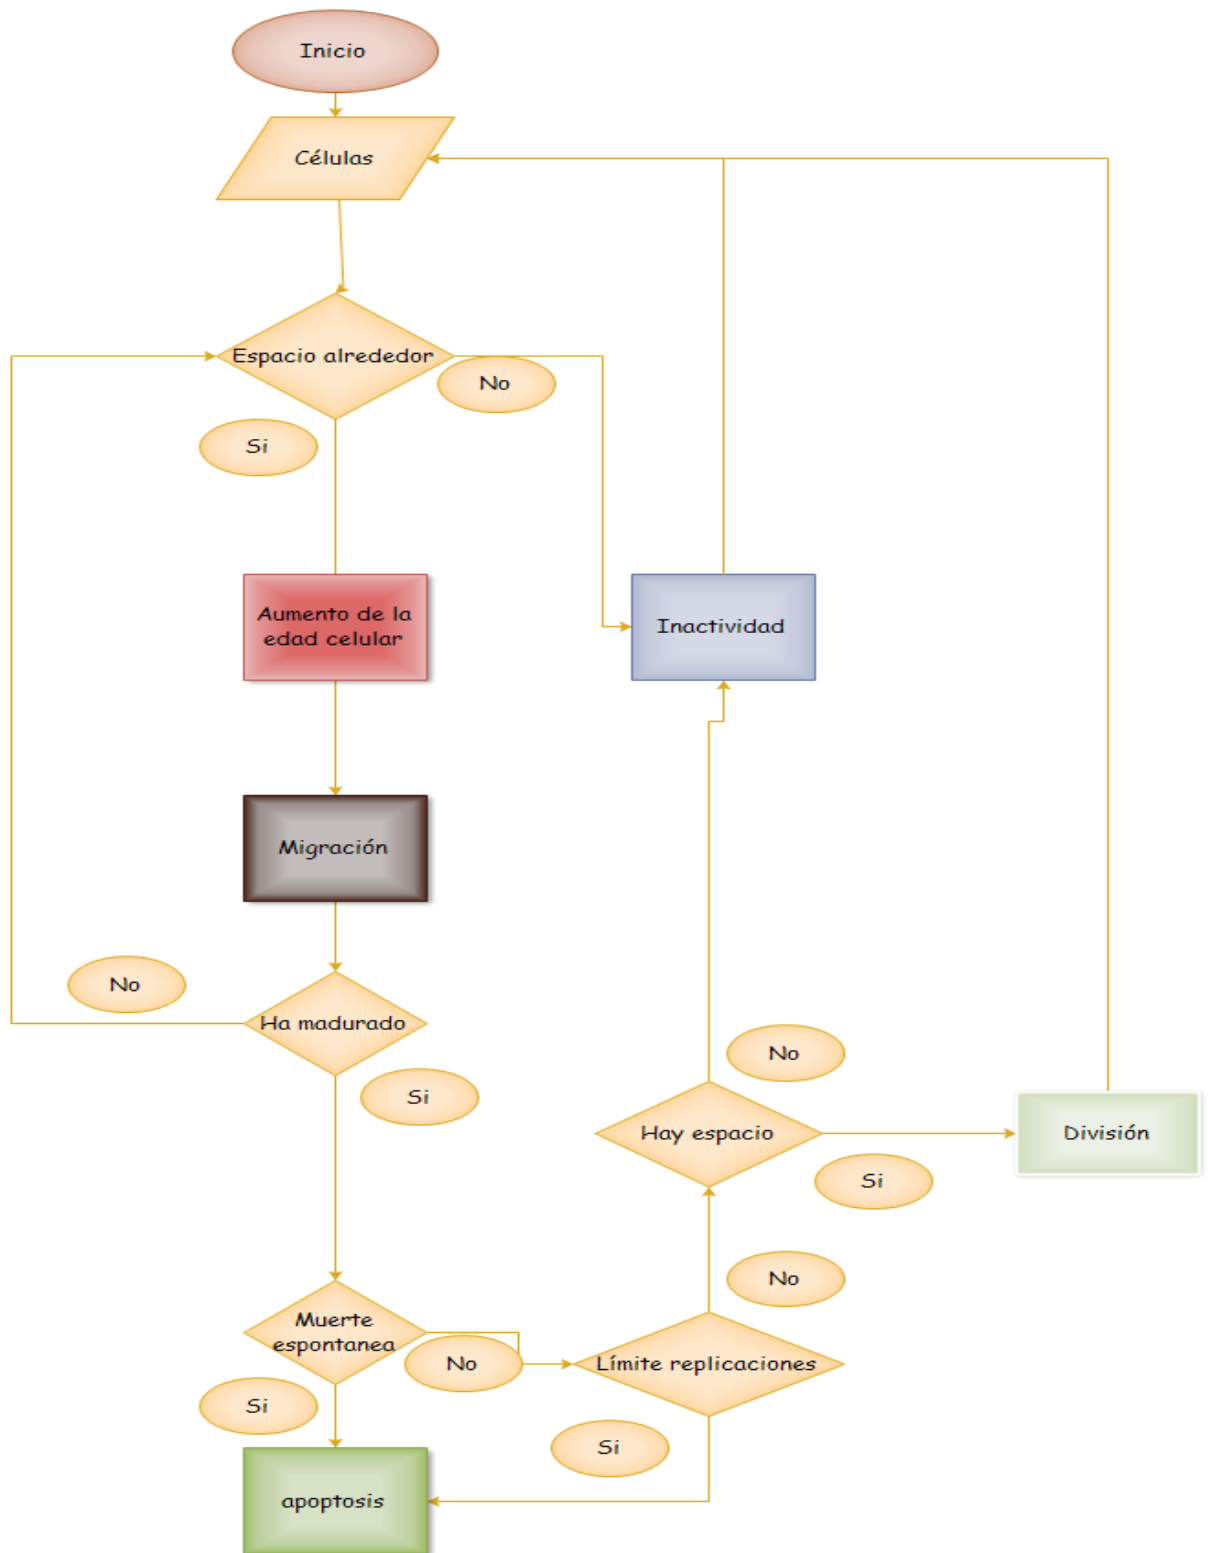 Inicio
Células
Espacio alrededor
No
Si
Aumento de la
edad celular
Inactividad
Migración
No
Ha madurado
Si
No
Hay espacio
División
Si
No
Muerte
espontanea
No
Límite replicaciones
Si
Si
apoptosis